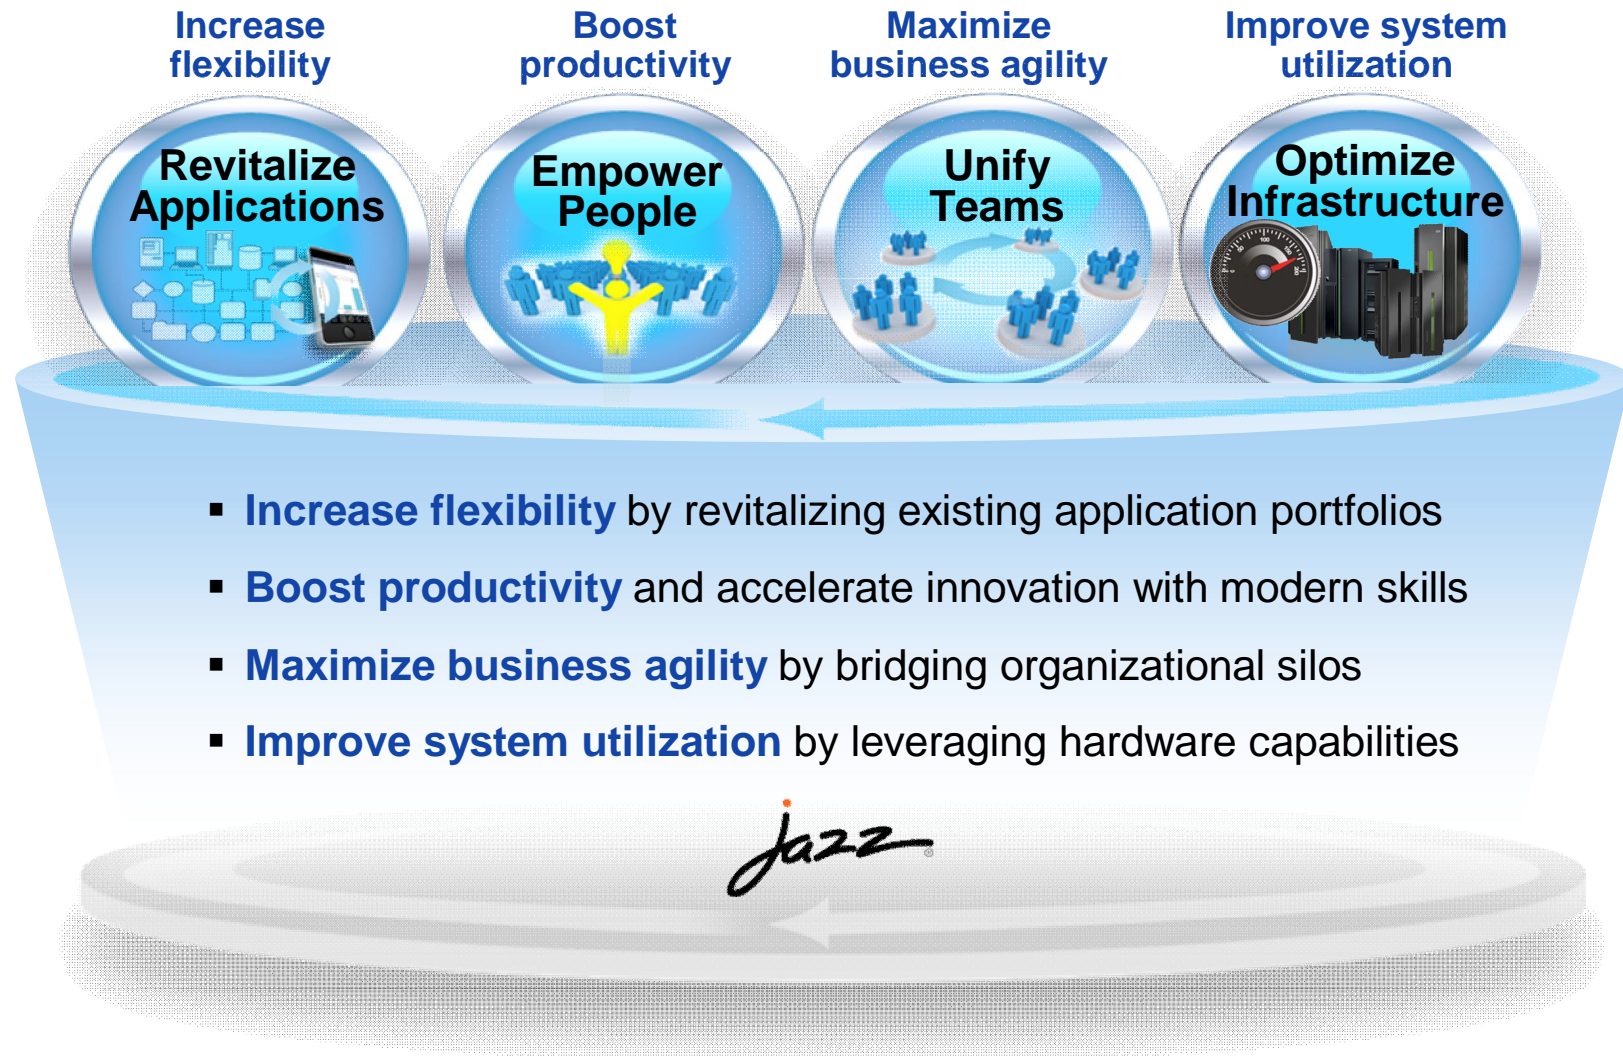 Increase
flexibility
Boost
productivity
Maximize
business agility
Improve system
utilization
Revitalize
Applications
Empower
People
Unify
Teams
Optimize
Infrastructure
▪ Increase flexibility by revitalizing existing application portfolios
▪ Boost productivity and accelerate innovation with modern skills
▪ Maximize business agility by bridging organizational silos
▪ Improve system utilization by leveraging hardware capabilities
jazz